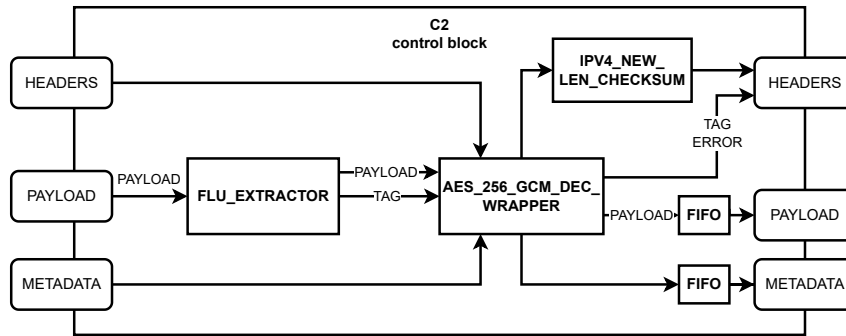 C2
control block
IPV4_NEW_
LEN_CHECKSUM
HEADERS
HEADERS
TAG
ERROR
PAYLOAD
PAYLOAD
FLU_EXTRACTOR
PAYLOAD
TAG
AES_256_GCM_DEC_
WRAPPER
PAYLOAD
FIFO
PAYLOAD
METADATA
FIFO
METADATA